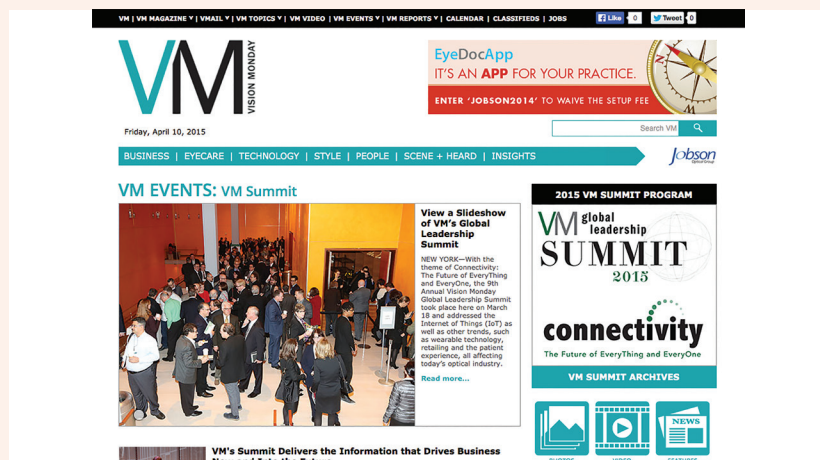 VM | VM MAGAZINE | VMAIL | VM TOPICS | VM VIDEO | VM EVENTS | VM REPORTS | CALENDAR | CLASSIFIEDS | JOBS
Like 0 Tweet 0
VM VISION MONDAY
EyeDocApp
IT'S AN APP FOR YOUR PRACTICE.
ENTER 'JOBSON2014' TO WAIVE THE SETUP FEE
Friday, April 10, 2015
Search VM
BUSINESS | EYECARE | TECHNOLOGY | STYLE | PEOPLE | SCENE + HEARD | INSIGHTS
Jobson
VM EVENTS: VM Summit
View a Slideshow
of VM's Global
Leadership
Summit
NEW YORK—With the
theme of Connectivity:
The Future of EveryThing
and EveryOne, the 9th
Annual Vision Monday
Global Leadership Summit
took place here on March
18 and addressed the
Internet of Things (IoT) as
well as other trends, such
as wearable technology,
retailing and the patient
experience, all affecting
today's optical industry.
Read more...
2015 VM SUMMIT PROGRAM
VM global
leadership
SUMMIT
2015
connectivity
The Future of EveryThing and EveryOne
VM SUMMIT ARCHIVES
NEWS
VM's Summit Delivers the Information that Drives Business